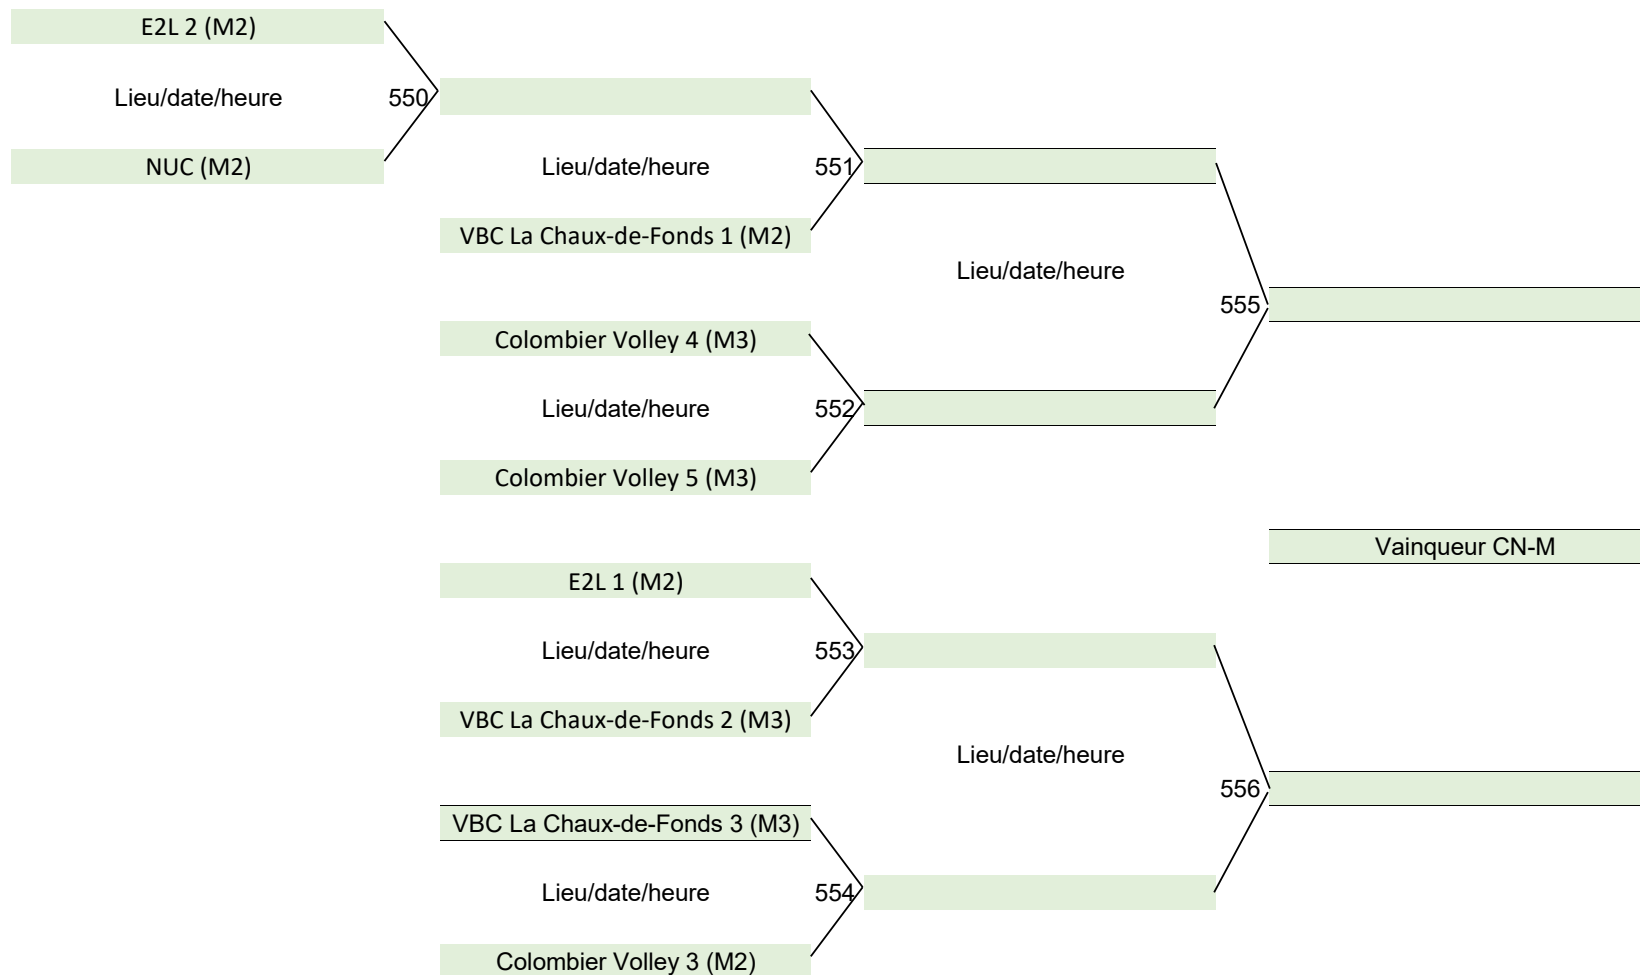 E2L 2 (M2)
Lieu/date/heure
550
NUC (M2)
Lieu/date/heure
551
VBC La Chaux-de-Fonds 1 (M2)
Lieu/date/heure
555
Colombier Volley 4 (M3)
Lieu/date/heure
552
Colombier Volley 5 (M3)
Vainqueur CN-M
E2L 1 (M2)
Lieu/date/heure
553
VBC La Chaux-de-Fonds 2 (M3)
Lieu/date/heure
556
VBC La Chaux-de-Fonds 3 (M3)
Lieu/date/heure
554
Colombier Volley 3 (M2)